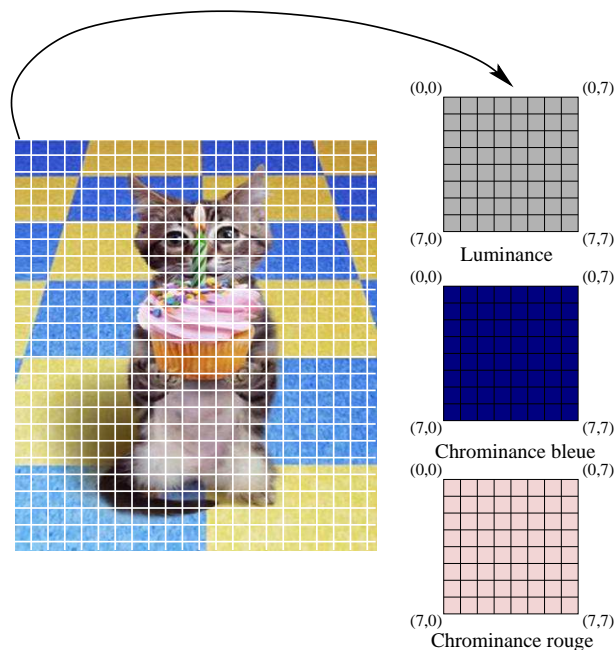 (0,0) (0,7)
(7,0) (7,7)
Luminance
(0,0) (0,7)
(7,0) (7,7)
Chrominance bleue
(0,0) (0,7)
(7,0) (7,7)
Chrominance rouge